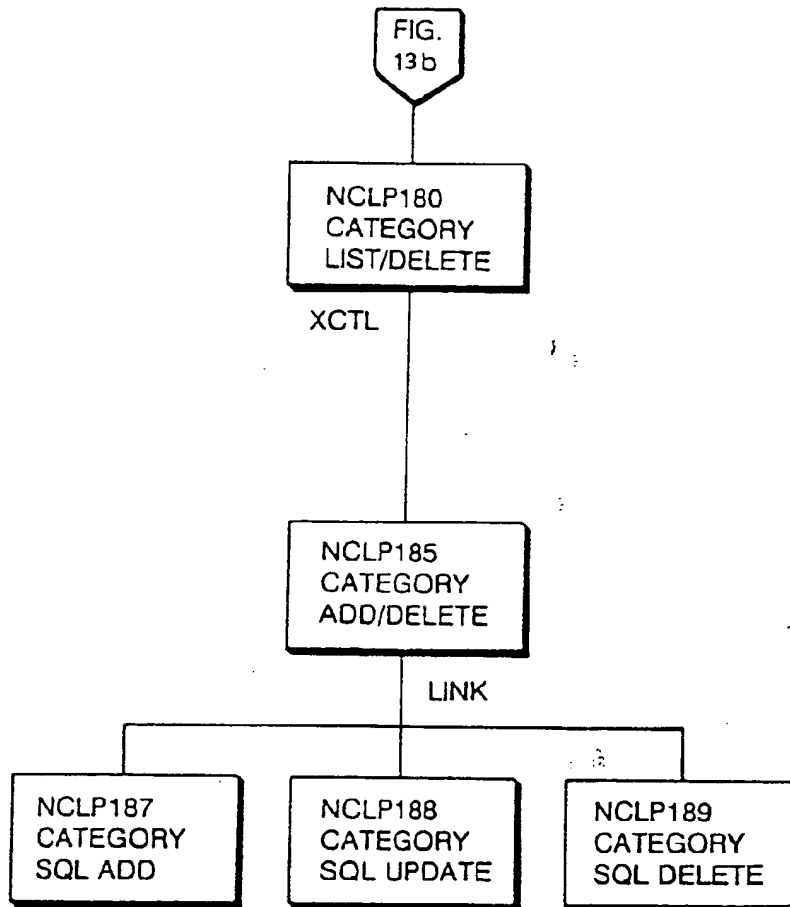 FIG.
13b
NCLP180
CATEGORY
LIST/DELETE
XCTL
NCLP185
CATEGORY
ADD/DELETE
LINK
NCLP187
CATEGORY
SQL ADD
NCLP188
CATEGORY
SQL UPDATE
NCLP189
CATEGORY
SQL DELETE